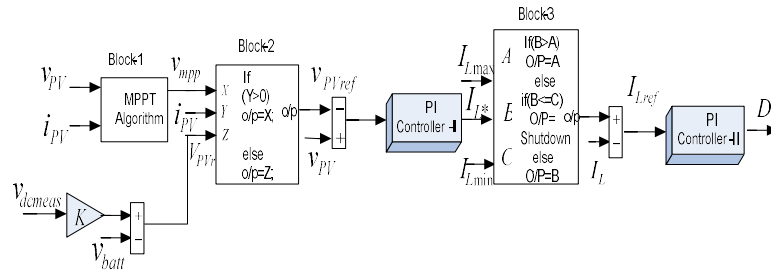 Block-1
v_PV
i_PV
MPPT
Algorithm
v_mpp
v_dcmeas
K
+
−
v_batt
Block-2
X
Y
Z
i_PV
V_PVr
If
(Y>0)
o/p=X;
else
o/p=Z;
o/p
v_PVref
−
+
v_PV
PI
Controller -I
Block-3
I_Lmax
I_L*
I_Lmin
A
B
C
If(B>A)
O/P=A
else
if(B<=C)
O/P=
Shutdown
else
O/P=B
o/p
+
−
I_L
I_Lref
PI
Controller -II
D